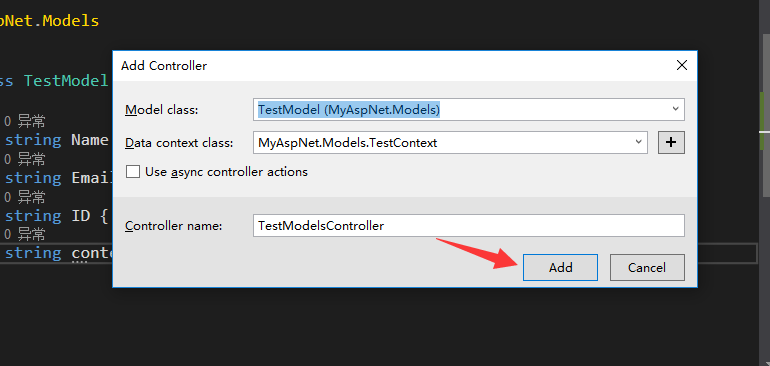 pNet.Models
ss TestModel
0 异常
string Name
0 异常
string Email
0 异常
string ID {
0 异常
string conte
Add Controller
Model class:
TestModel (MyAspNet.Models)
Data context class:
MyAspNet.Models.TestContext
+
Use async controller actions
Controller name:
TestModelsController
Add
Cancel